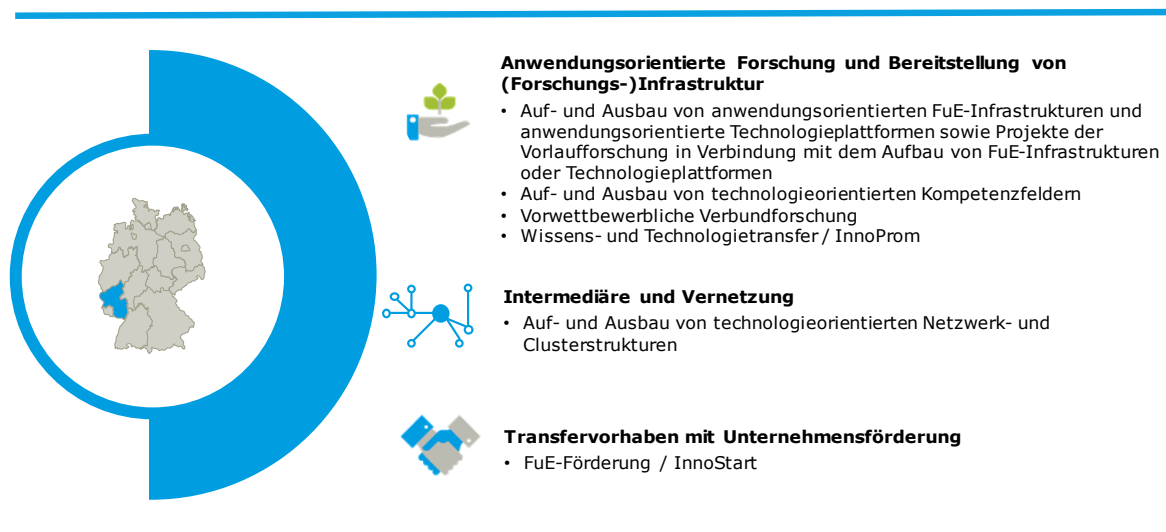 Anwendungsorientierte Forschung und Bereitstellung von
(Forschungs-)Infrastruktur
• Auf- und Ausbau von anwendungsorientierten FuE-Infrastrukturen und
anwendungsorientierte Technologieplattformen sowie Projekte der
Vorlaufforschung in Verbindung mit dem Aufbau von FuE-Infrastrukturen
oder Technologieplattformen
• Auf- und Ausbau von technologieorientierten Kompetenzfeldern
• Vorwettbewerbliche Verbundforschung
• Wissens- und Technologietransfer / InnoProm
Intermediäre und Vernetzung
• Auf- und Ausbau von technologieorientierten Netzwerk- und
Clusterstrukturen
Transfervorhaben mit Unternehmensförderung
• FuE-Förderung / InnoStart